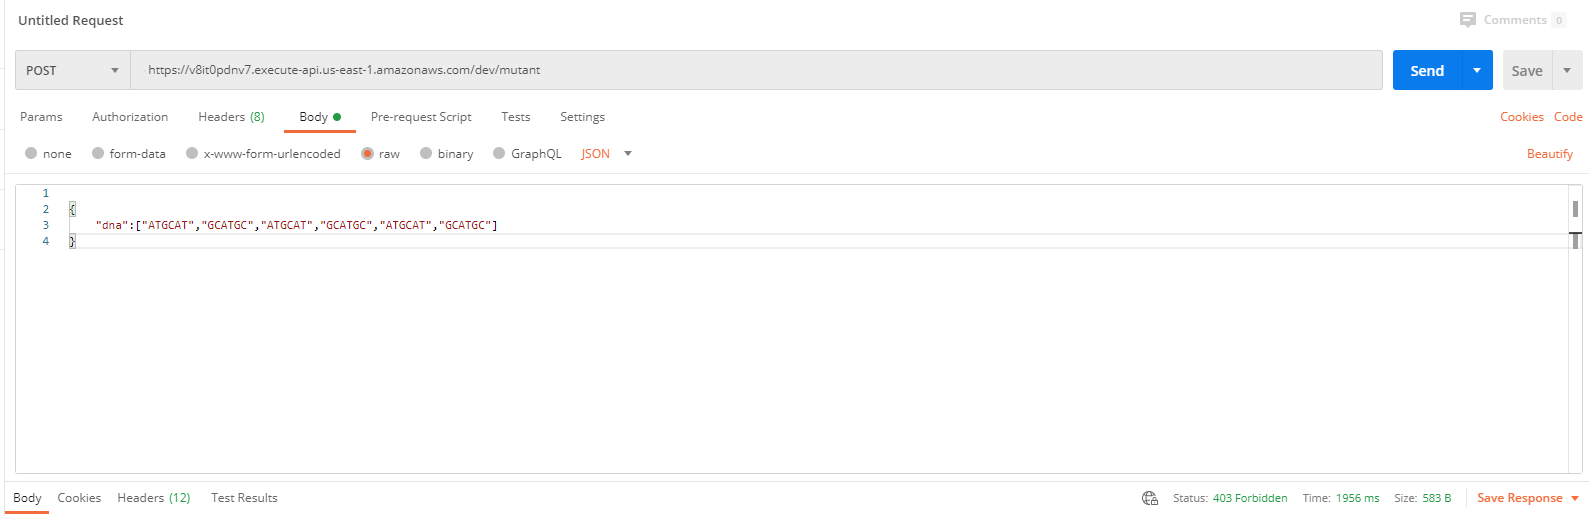 Untitled Request
Comments 0
POST https://v8it0pdnv7.execute-api.us-east-1.amazonaws.com/dev/mutant Send Save
Params Authorization Headers (8) Body Pre-request Script Tests Settings Cookies Code
none form-data x-www-form-urlencoded raw binary GraphQL JSON Beautify
1
2 {
3 "dna":["ATGCAT","GCATGC","ATGCAT","GCATGC","ATGCAT","GCATGC"]
4 }
Body Cookies Headers (12) Test Results Status: 403 Forbidden Time: 1956 ms Size: 583 B Save Response